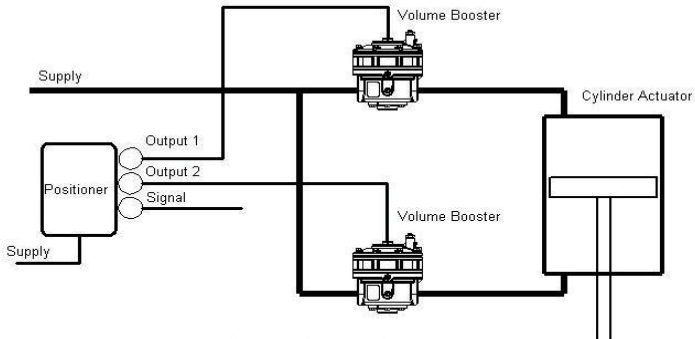 Volume Booster
Supply
Cylinder Actuator
Output 1
Output 2
Positioner
Signal
Volume Booster
Supply